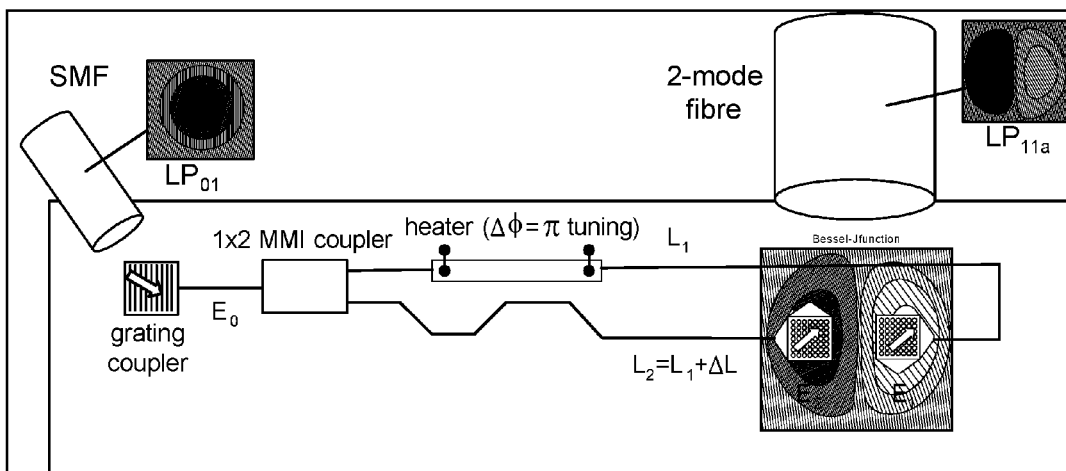 SMF
LP01
2-mode
fibre
LP11a
1x2 MMI coupler
heater (Δϕ=π tuning)
L1
Bessel-Jfunction
E0
grating
coupler
L2=L1+ΔL
E
E